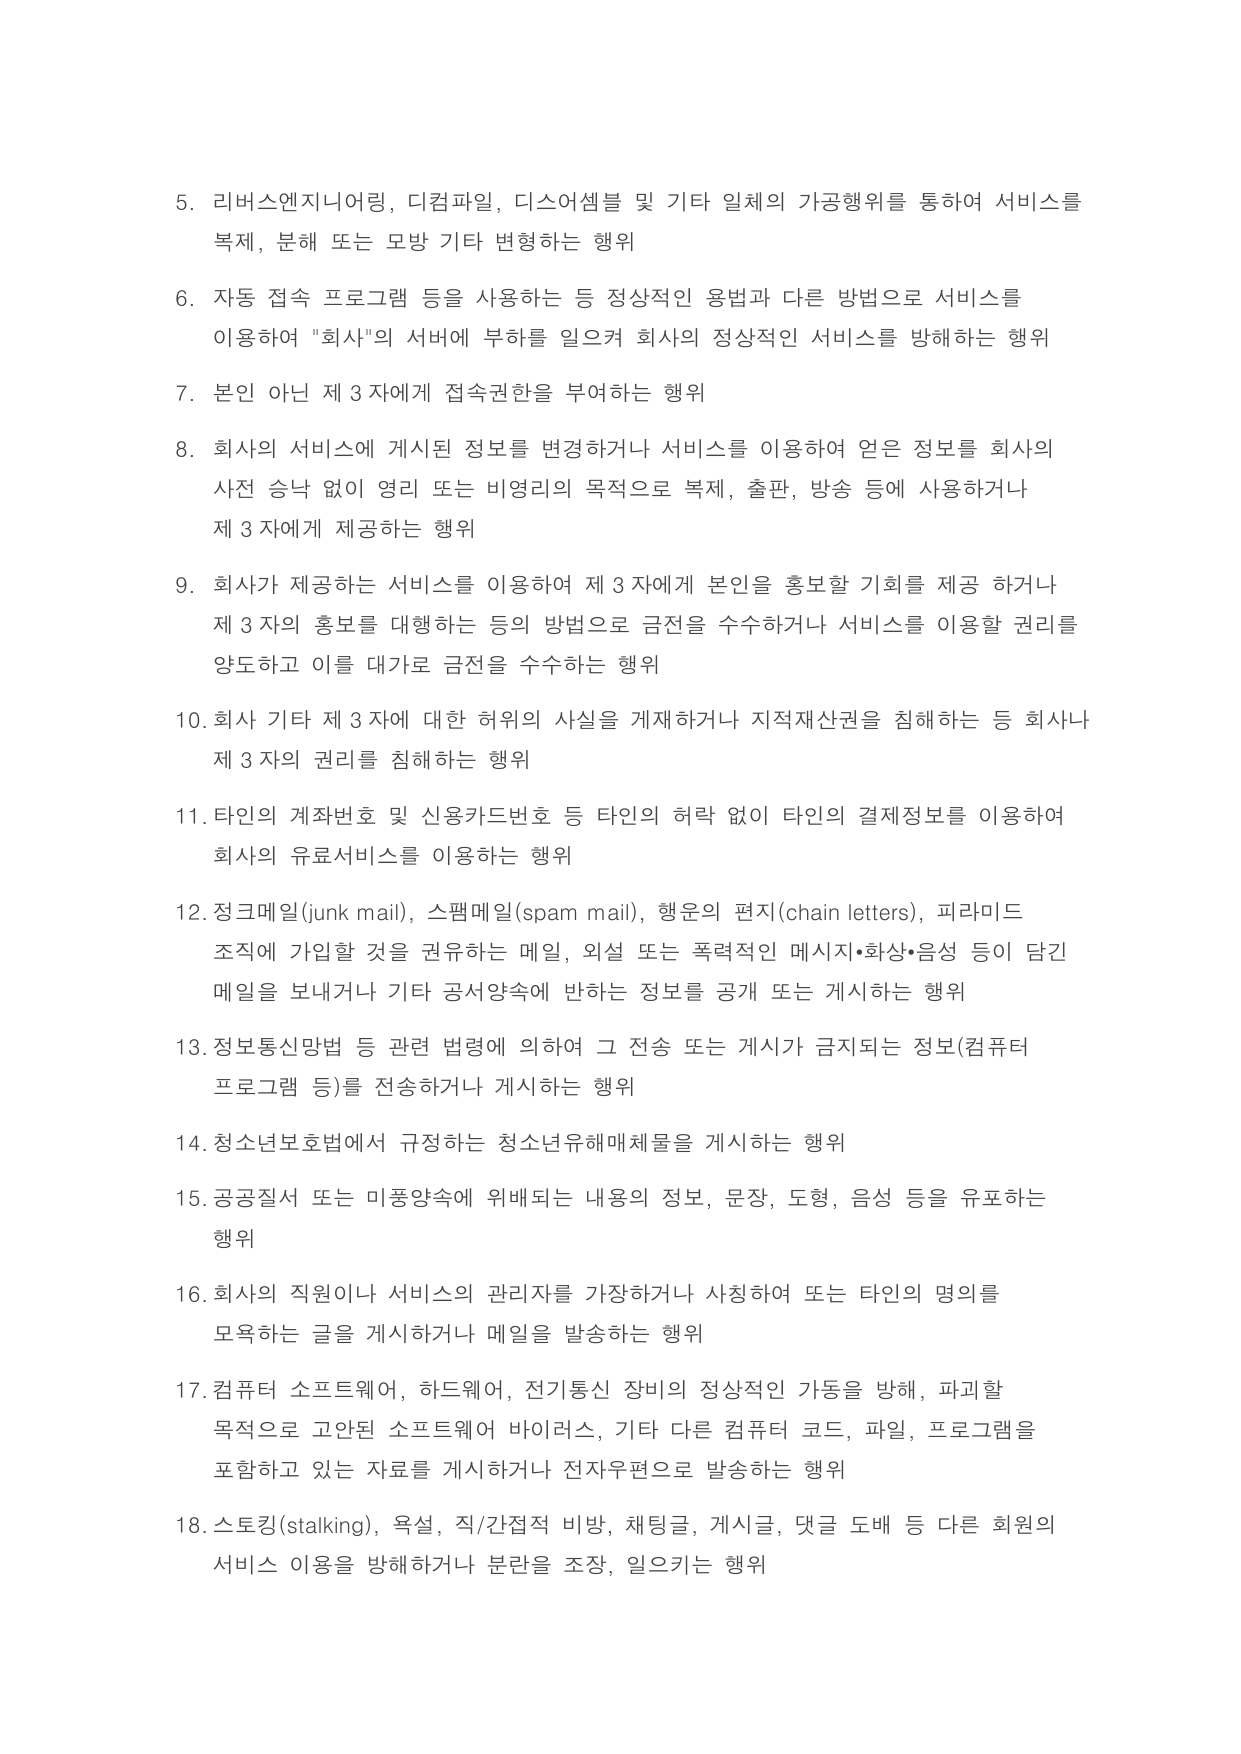 5. 리버스엔지니어링, 디컴파일, 디스어셈블 및 기타 일체의 가공행위를 통하여 서비스를
복제, 분해 또는 모방 기타 변형하는 행위
6. 자동 접속 프로그램 등을 사용하는 등 정상적인 용법과 다른 방법으로 서비스를
이용하여 "회사"의 서버에 부하를 일으켜 회사의 정상적인 서비스를 방해하는 행위
7. 본인 아닌 제 3 자에게 접속권한을 부여하는 행위
8. 회사의 서비스에 게시된 정보를 변경하거나 서비스를 이용하여 얻은 정보를 회사의
사전 승낙 없이 영리 또는 비영리의 목적으로 복제, 출판, 방송 등에 사용하거나
제 3 자에게 제공하는 행위
9. 회사가 제공하는 서비스를 이용하여 제 3 자에게 본인을 홍보할 기회를 제공 하거나
제 3 자의 홍보를 대행하는 등의 방법으로 금전을 수수하거나 서비스를 이용할 권리를
양도하고 이를 대가로 금전을 수수하는 행위
10. 회사 기타 제 3 자에 대한 허위의 사실을 게재하거나 지적재산권을 침해하는 등 회사나
제 3 자의 권리를 침해하는 행위
11. 타인의 계좌번호 및 신용카드번호 등 타인의 허락 없이 타인의 결제정보를 이용하여
회사의 유료서비스를 이용하는 행위
12. 정크메일(junk mail), 스팸메일(spam mail), 행운의 편지(chain letters), 피라미드
조직에 가입할 것을 권유하는 메일, 외설 또는 폭력적인 메시지•화상•음성 등이 담긴
메일을 보내거나 기타 공서양속에 반하는 정보를 공개 또는 게시하는 행위
13. 정보통신망법 등 관련 법령에 의하여 그 전송 또는 게시가 금지되는 정보(컴퓨터
프로그램 등)를 전송하거나 게시하는 행위
14. 청소년보호법에서 규정하는 청소년유해매체물을 게시하는 행위
15. 공공질서 또는 미풍양속에 위배되는 내용의 정보, 문장, 도형, 음성 등을 유포하는
행위
16. 회사의 직원이나 서비스의 관리자를 가장하거나 사칭하여 또는 타인의 명의를
모욕하는 글을 게시하거나 메일을 발송하는 행위
17. 컴퓨터 소프트웨어, 하드웨어, 전기통신 장비의 정상적인 가동을 방해, 파괴할
목적으로 고안된 소프트웨어 바이러스, 기타 다른 컴퓨터 코드, 파일, 프로그램을
포함하고 있는 자료를 게시하거나 전자우편으로 발송하는 행위
18. 스토킹(stalking), 욕설, 직/간접적 비방, 채팅글, 게시글, 댓글 도배 등 다른 회원의
서비스 이용을 방해하거나 분란을 조장, 일으키는 행위